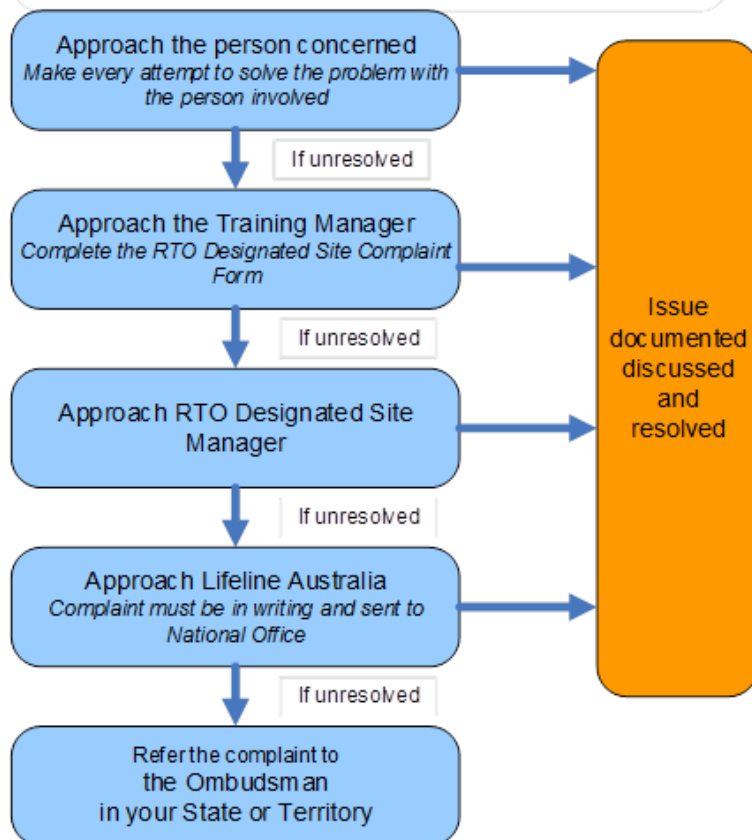 Approach the person concerned
Make every attempt to solve the problem with
the person involved
If unresolved
Approach the Training Manager
Complete the RTO Designated Site Complaint
Form
If unresolved
Approach RTO Designated Site
Manager
If unresolved
Approach Lifeline Australia
Complaint must be in writing and sent to
National Office
If unresolved
Refer the complaint to
the Ombudsman
in your State or Territory
Issue
documented
discussed
and
resolved